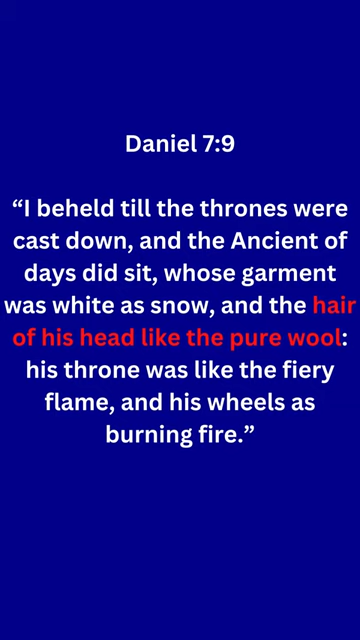 Daniel 7:9
“I beheld till the thrones were
cast down, and the Ancient of
days did sit, whose garment
was white as snow, and the hair
of his head like the pure wool:
his throne was like the fiery
flame, and his wheels as
burning fire.”